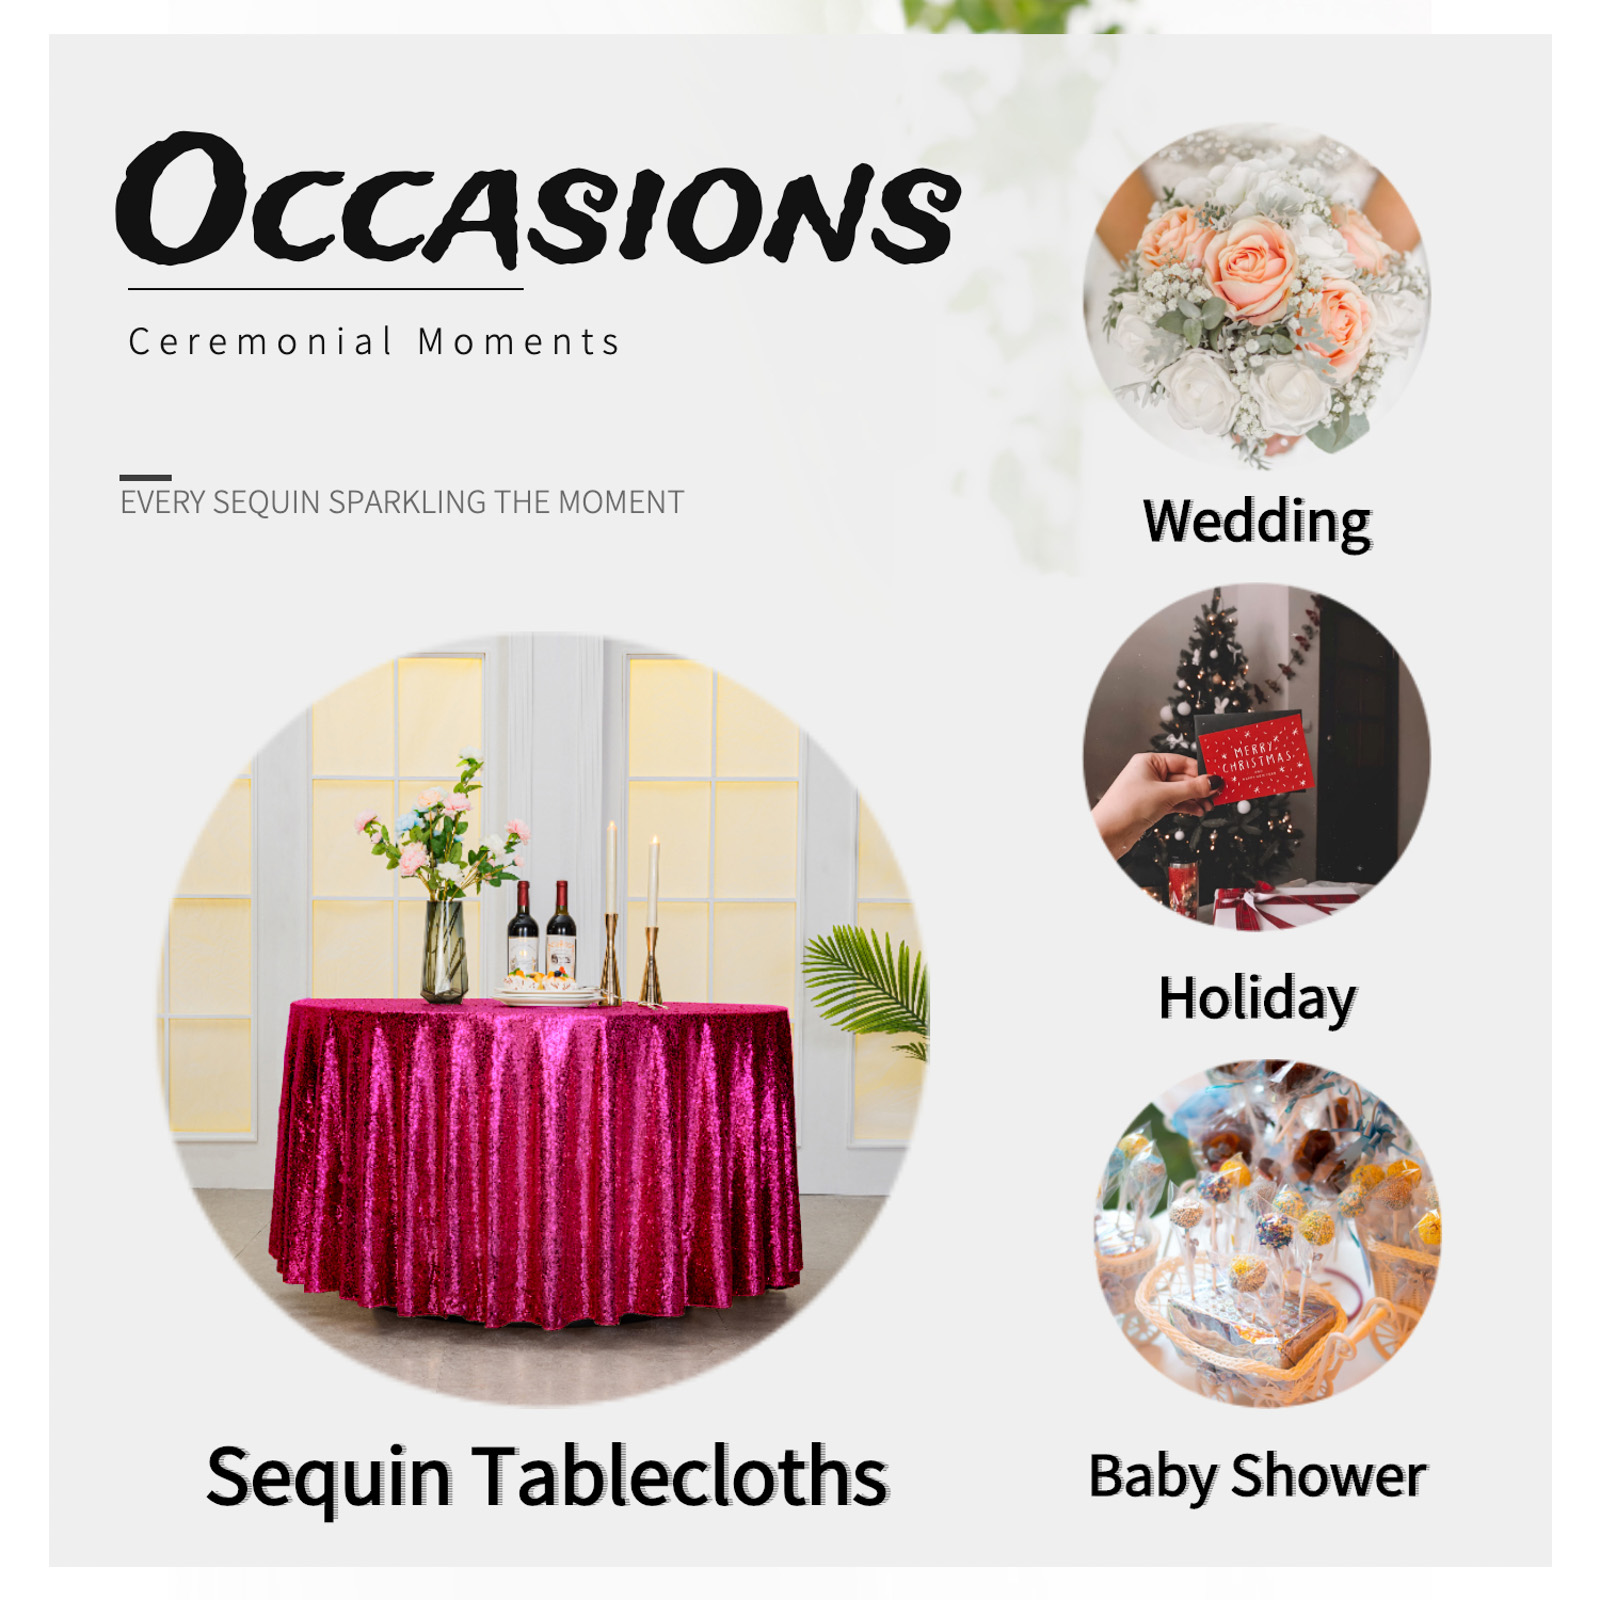 OCCASIONS
Ceremonial Moments
EVERY SEQUIN SPARKLING THE MOMENT
Wedding
MERRY
CHRISTMAS
Holiday
Sequin Tablecloths
Baby Shower